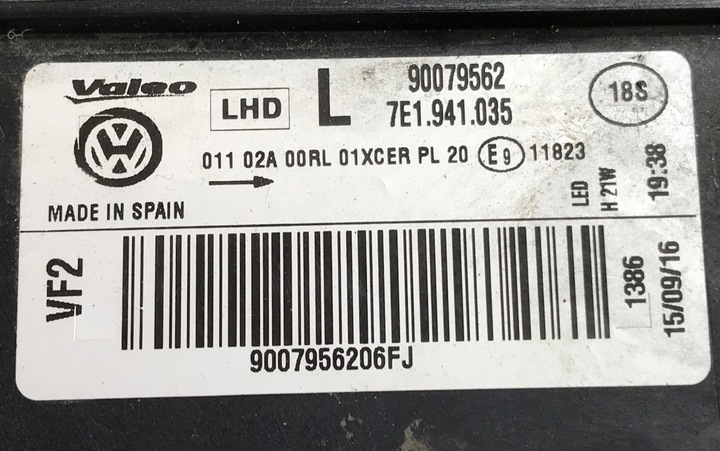 Valeo
LHD
L
90079562
7E1.941.035
18S
011 02A 00RL 01XCER PL 20 E9 11823
MADE IN SPAIN
LED
H 21W
19:38
VF2
1386
15/09/16
9007956206FJ